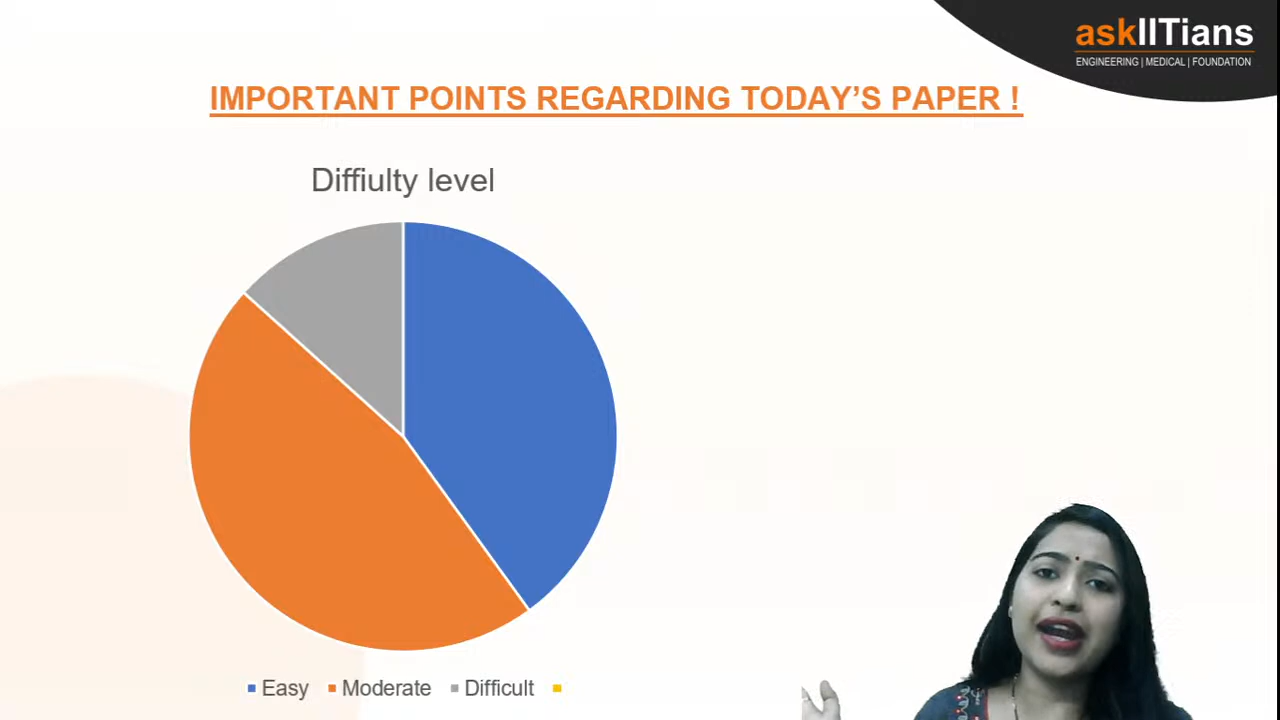 askIITians
ENGINEERING | MEDICAL | FOUNDATION
IMPORTANT POINTS REGARDING TODAY'S PAPER !
Diffiulty level
Easy Moderate Difficult